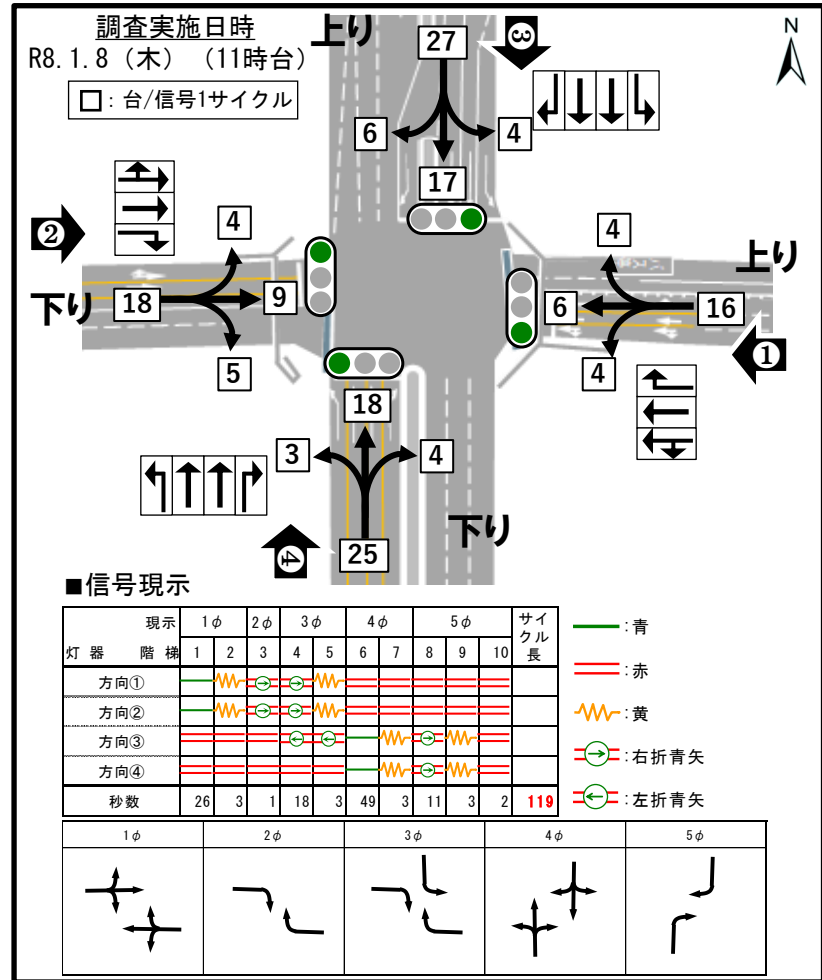 調査実施日時
R8.1.8（木）（11時台）
□：台/信号1サイクル
上り
27
❸
N
6
4
17
❷
4
下り
18
9
5
4
上り
6
16
4
❶
18
3
4
下り
25
❹
■信号現示
現示 1φ 2φ 3φ 4φ 5φ サイクル長
灯器 階梯 1 2 3 4 5 6 7 8 9 10
方向①
方向②
方向③
方向④
秒数 26 3 1 18 3 49 3 11 3 2 119
：青
：赤
：黄
：右折青矢
：左折青矢
1φ 2φ 3φ 4φ 5φ